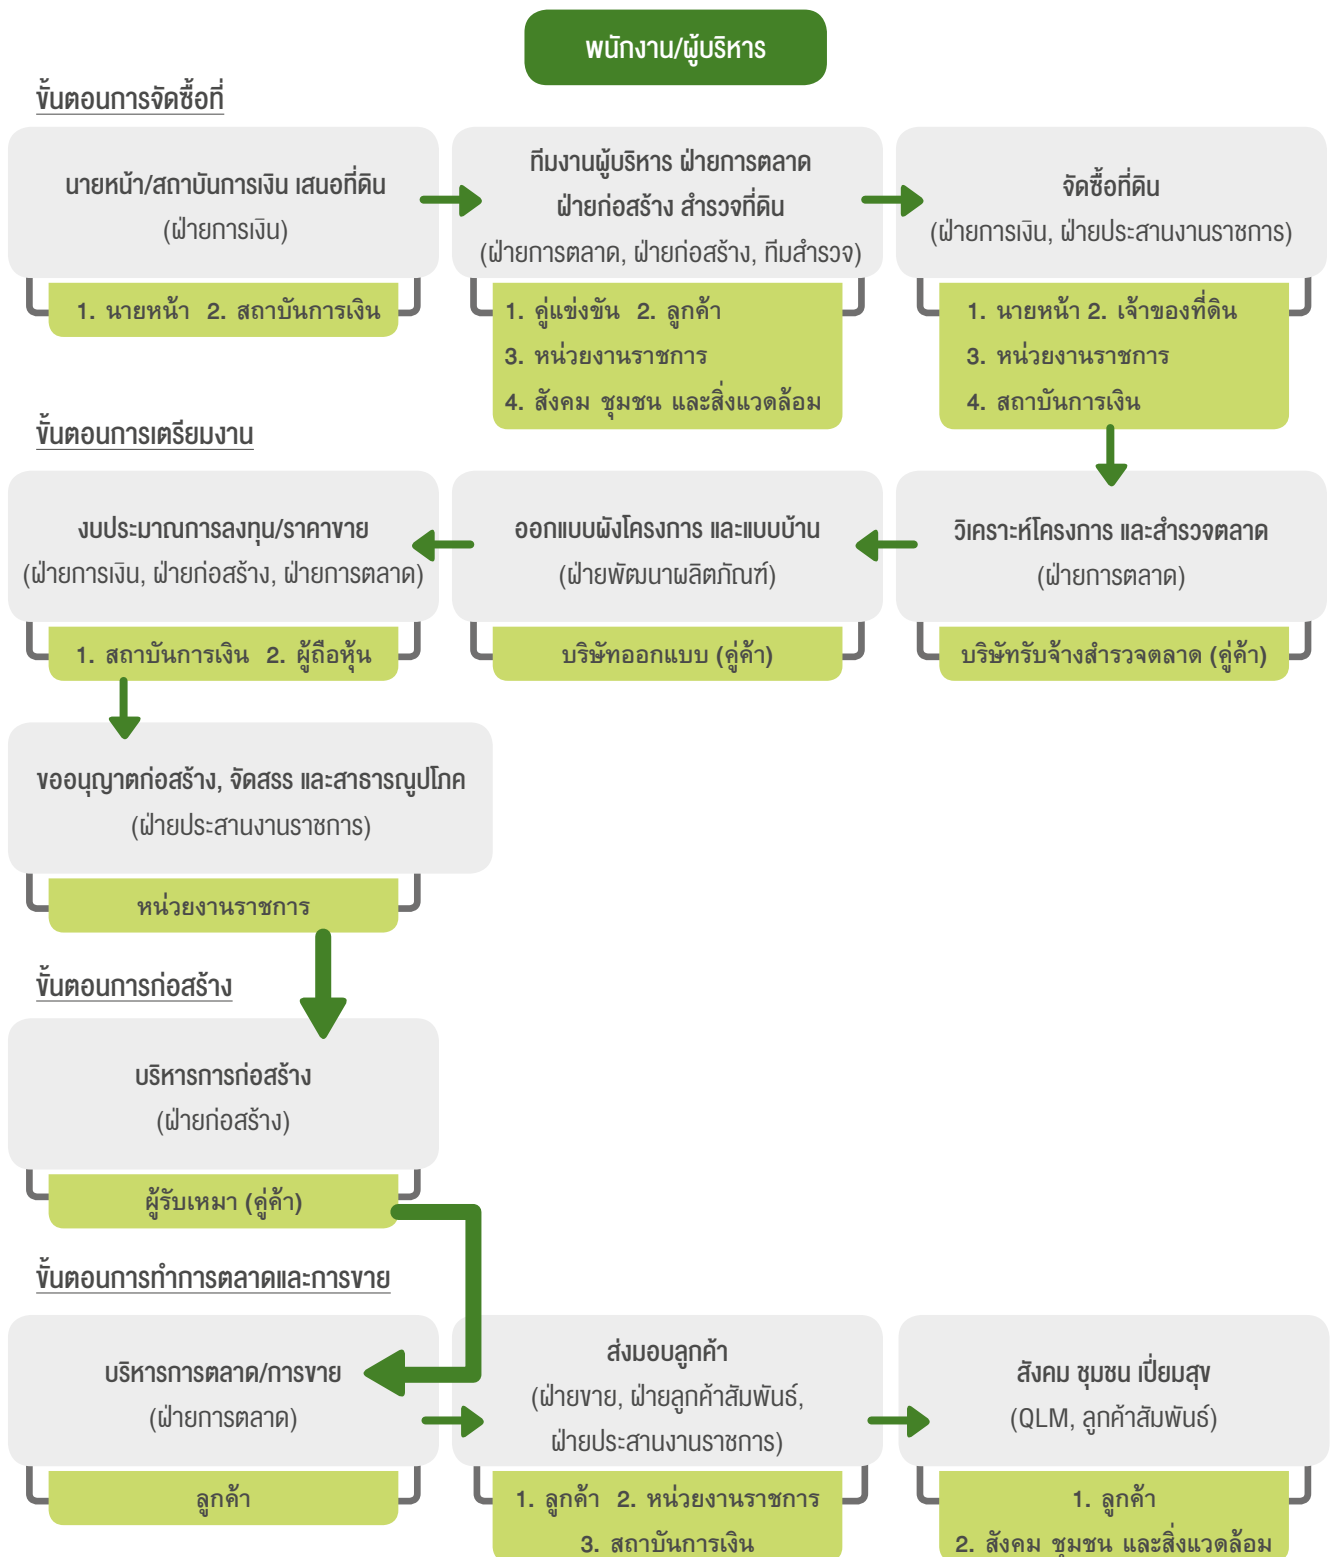 พนักงาน/ผู้บริหาร
ขั้นตอนการจัดซื้อที่
นายหน้า/สถาบันการเงิน เสนอที่ดิน
(ฝ่ายการเงิน)
1. นายหน้า 2. สถาบันการเงิน
ทีมงานผู้บริหาร ฝ่ายการตลาด
ฝ่ายก่อสร้าง สำรวจที่ดิน
(ฝ่ายการตลาด, ฝ่ายก่อสร้าง, ทีมสำรวจ)
1. คู่แข่งขัน 2. ลูกค้า
3. หน่วยงานราชการ
4. สังคม ชุมชน และสิ่งแวดล้อม
จัดซื้อที่ดิน
(ฝ่ายการเงิน, ฝ่ายประสานงานราชการ)
1. นายหน้า 2. เจ้าของที่ดิน
3. หน่วยงานราชการ
4. สถาบันการเงิน
ขั้นตอนการเตรียมงาน
งบประมาณการลงทุน/ราคาขาย
(ฝ่ายการเงิน, ฝ่ายก่อสร้าง, ฝ่ายการตลาด)
1. สถาบันการเงิน 2. ผู้ถือหุ้น
ออกแบบผังโครงการ และแบบบ้าน
(ฝ่ายพัฒนาผลิตภัณฑ์)
บริษัทออกแบบ (คู่ค้า)
วิเคราะห์โครงการ และสำรวจตลาด
(ฝ่ายการตลาด)
บริษัทรับจ้างสำรวจตลาด (คู่ค้า)
ขออนุญาตก่อสร้าง, จัดสรร และสาธารณูปโภค
(ฝ่ายประสานงานราชการ)
หน่วยงานราชการ
ขั้นตอนการก่อสร้าง
บริหารการก่อสร้าง
(ฝ่ายก่อสร้าง)
ผู้รับเหมา (คู่ค้า)
ขั้นตอนการทำการตลาดและการขาย
บริหารการตลาด/การขาย
(ฝ่ายการตลาด)
ลูกค้า
ส่งมอบลูกค้า
(ฝ่ายขาย, ฝ่ายลูกค้าสัมพันธ์,
ฝ่ายประสานงานราชการ)
1. ลูกค้า 2. หน่วยงานราชการ
3. สถาบันการเงิน
สังคม ชุมชน เปี่ยมสุข
(QLM, ลูกค้าสัมพันธ์)
1. ลูกค้า
2. สังคม ชุมชน และสิ่งแวดล้อม